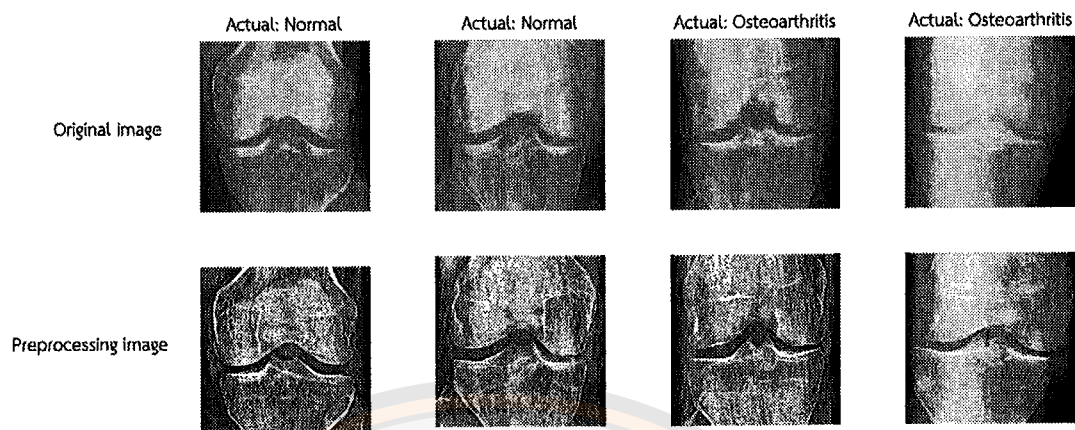 Actual: Normal
Actual: Normal
Actual: Osteoarthritis
Actual: Osteoarthritis
Original image
Preprocessing image